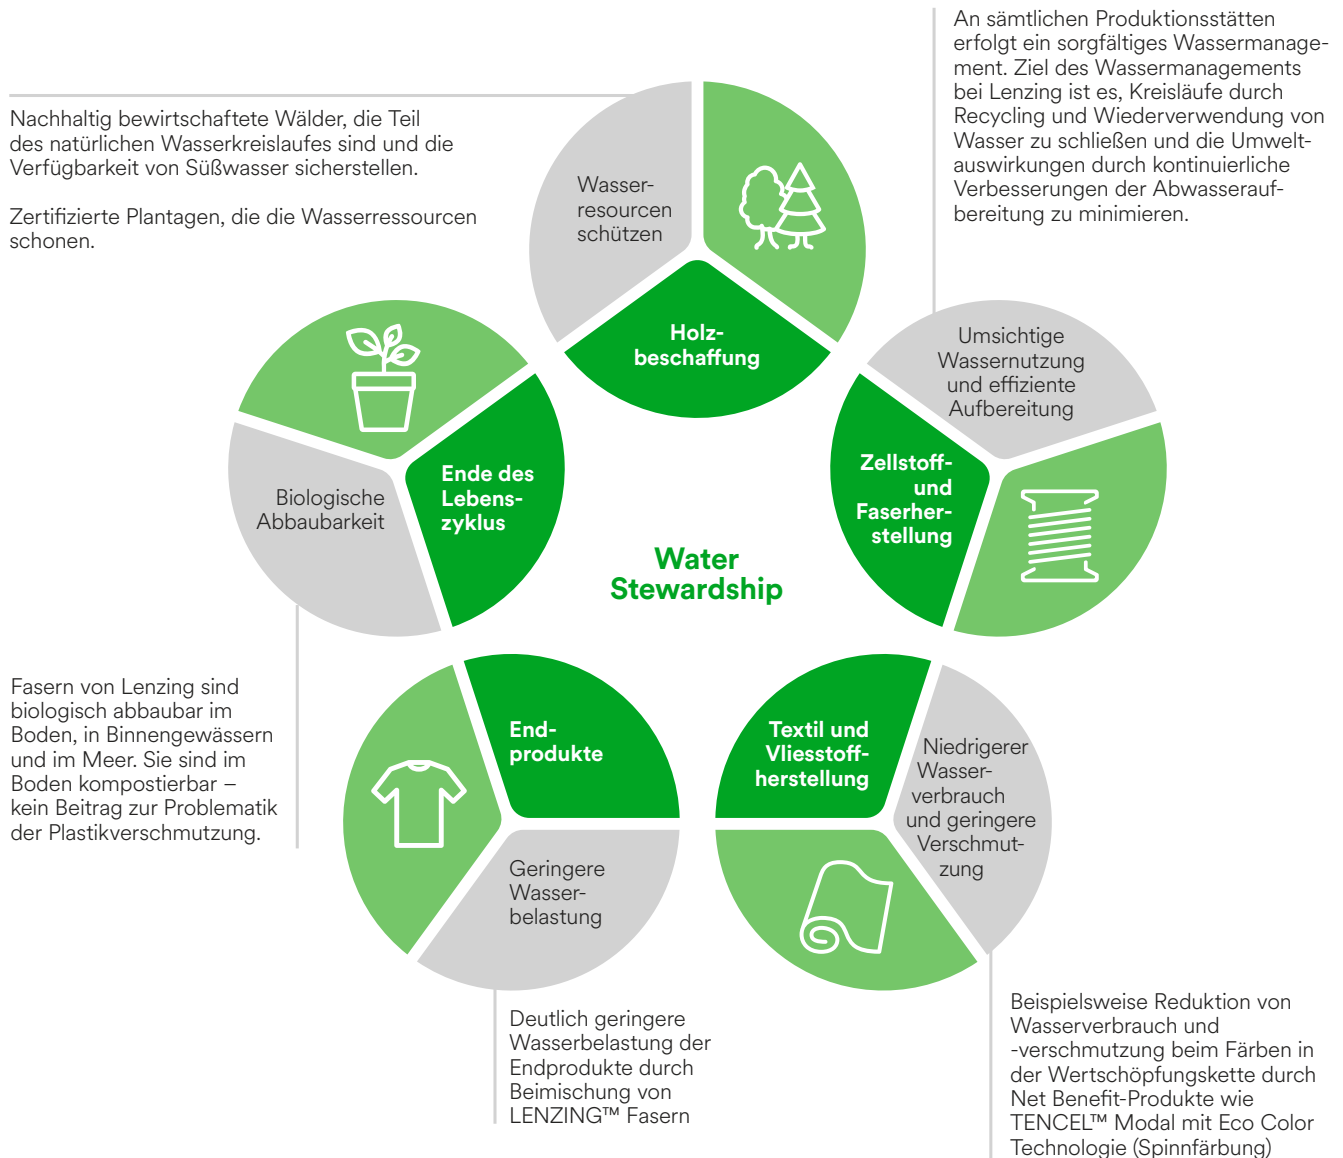 Nachhaltig bewirtschaftete Wälder, die Teil
des natürlichen Wasserkreislaufes sind und die
Verfügbarkeit von Süßwasser sicherstellen.
Zertifizierte Plantagen, die die Wasserressourcen
schonen.
Wasser-
resourcen
schützen
Holz-
beschaffung
An sämtlichen Produktionsstätten
erfolgt ein sorgfältiges Wassermanage-
ment. Ziel des Wassermanagements
bei Lenzing ist es, Kreisläufe durch
Recycling und Wiederverwendung von
Wasser zu schließen und die Umwelt-
auswirkungen durch kontinuierliche
Verbesserungen der Abwasserauf-
bereitung zu minimieren.
Umsichtige
Wassernutzung
und effiziente
Aufbereitung
Zellstoff-
und
Faserher-
stellung
Ende des
Lebens-
zyklus
Biologische
Abbaubarkeit
Water
Stewardship
Fasern von Lenzing sind
biologisch abbaubar im
Boden, in Binnengewässern
und im Meer. Sie sind im
Boden kompostierbar –
kein Beitrag zur Problematik
der Plastikverschmutzung.
End-
produkte
Geringere
Wasser-
belastung
Deutlich geringere
Wasserbelastung der
Endprodukte durch
Beimischung von
LENZING™ Fasern
Textil und
Vliesstoff-
herstellung
Niedrigerer
Wasser-
verbrauch
und geringere
Verschmut-
zung
Beispielsweise Reduktion von
Wasserverbrauch und
-verschmutzung beim Färben in
der Wertschöpfungskette durch
Net Benefit-Produkte wie
TENCEL™ Modal mit Eco Color
Technologie (Spinnfärbung)